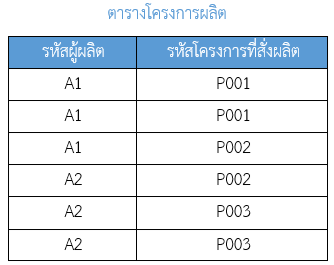 ตารางโครงการผลิต
รหัสผู้ผลิต รหัสโครงการที่สั่งผลิต
A1 P001
A1 P001
A1 P002
A2 P002
A2 P003
A2 P003